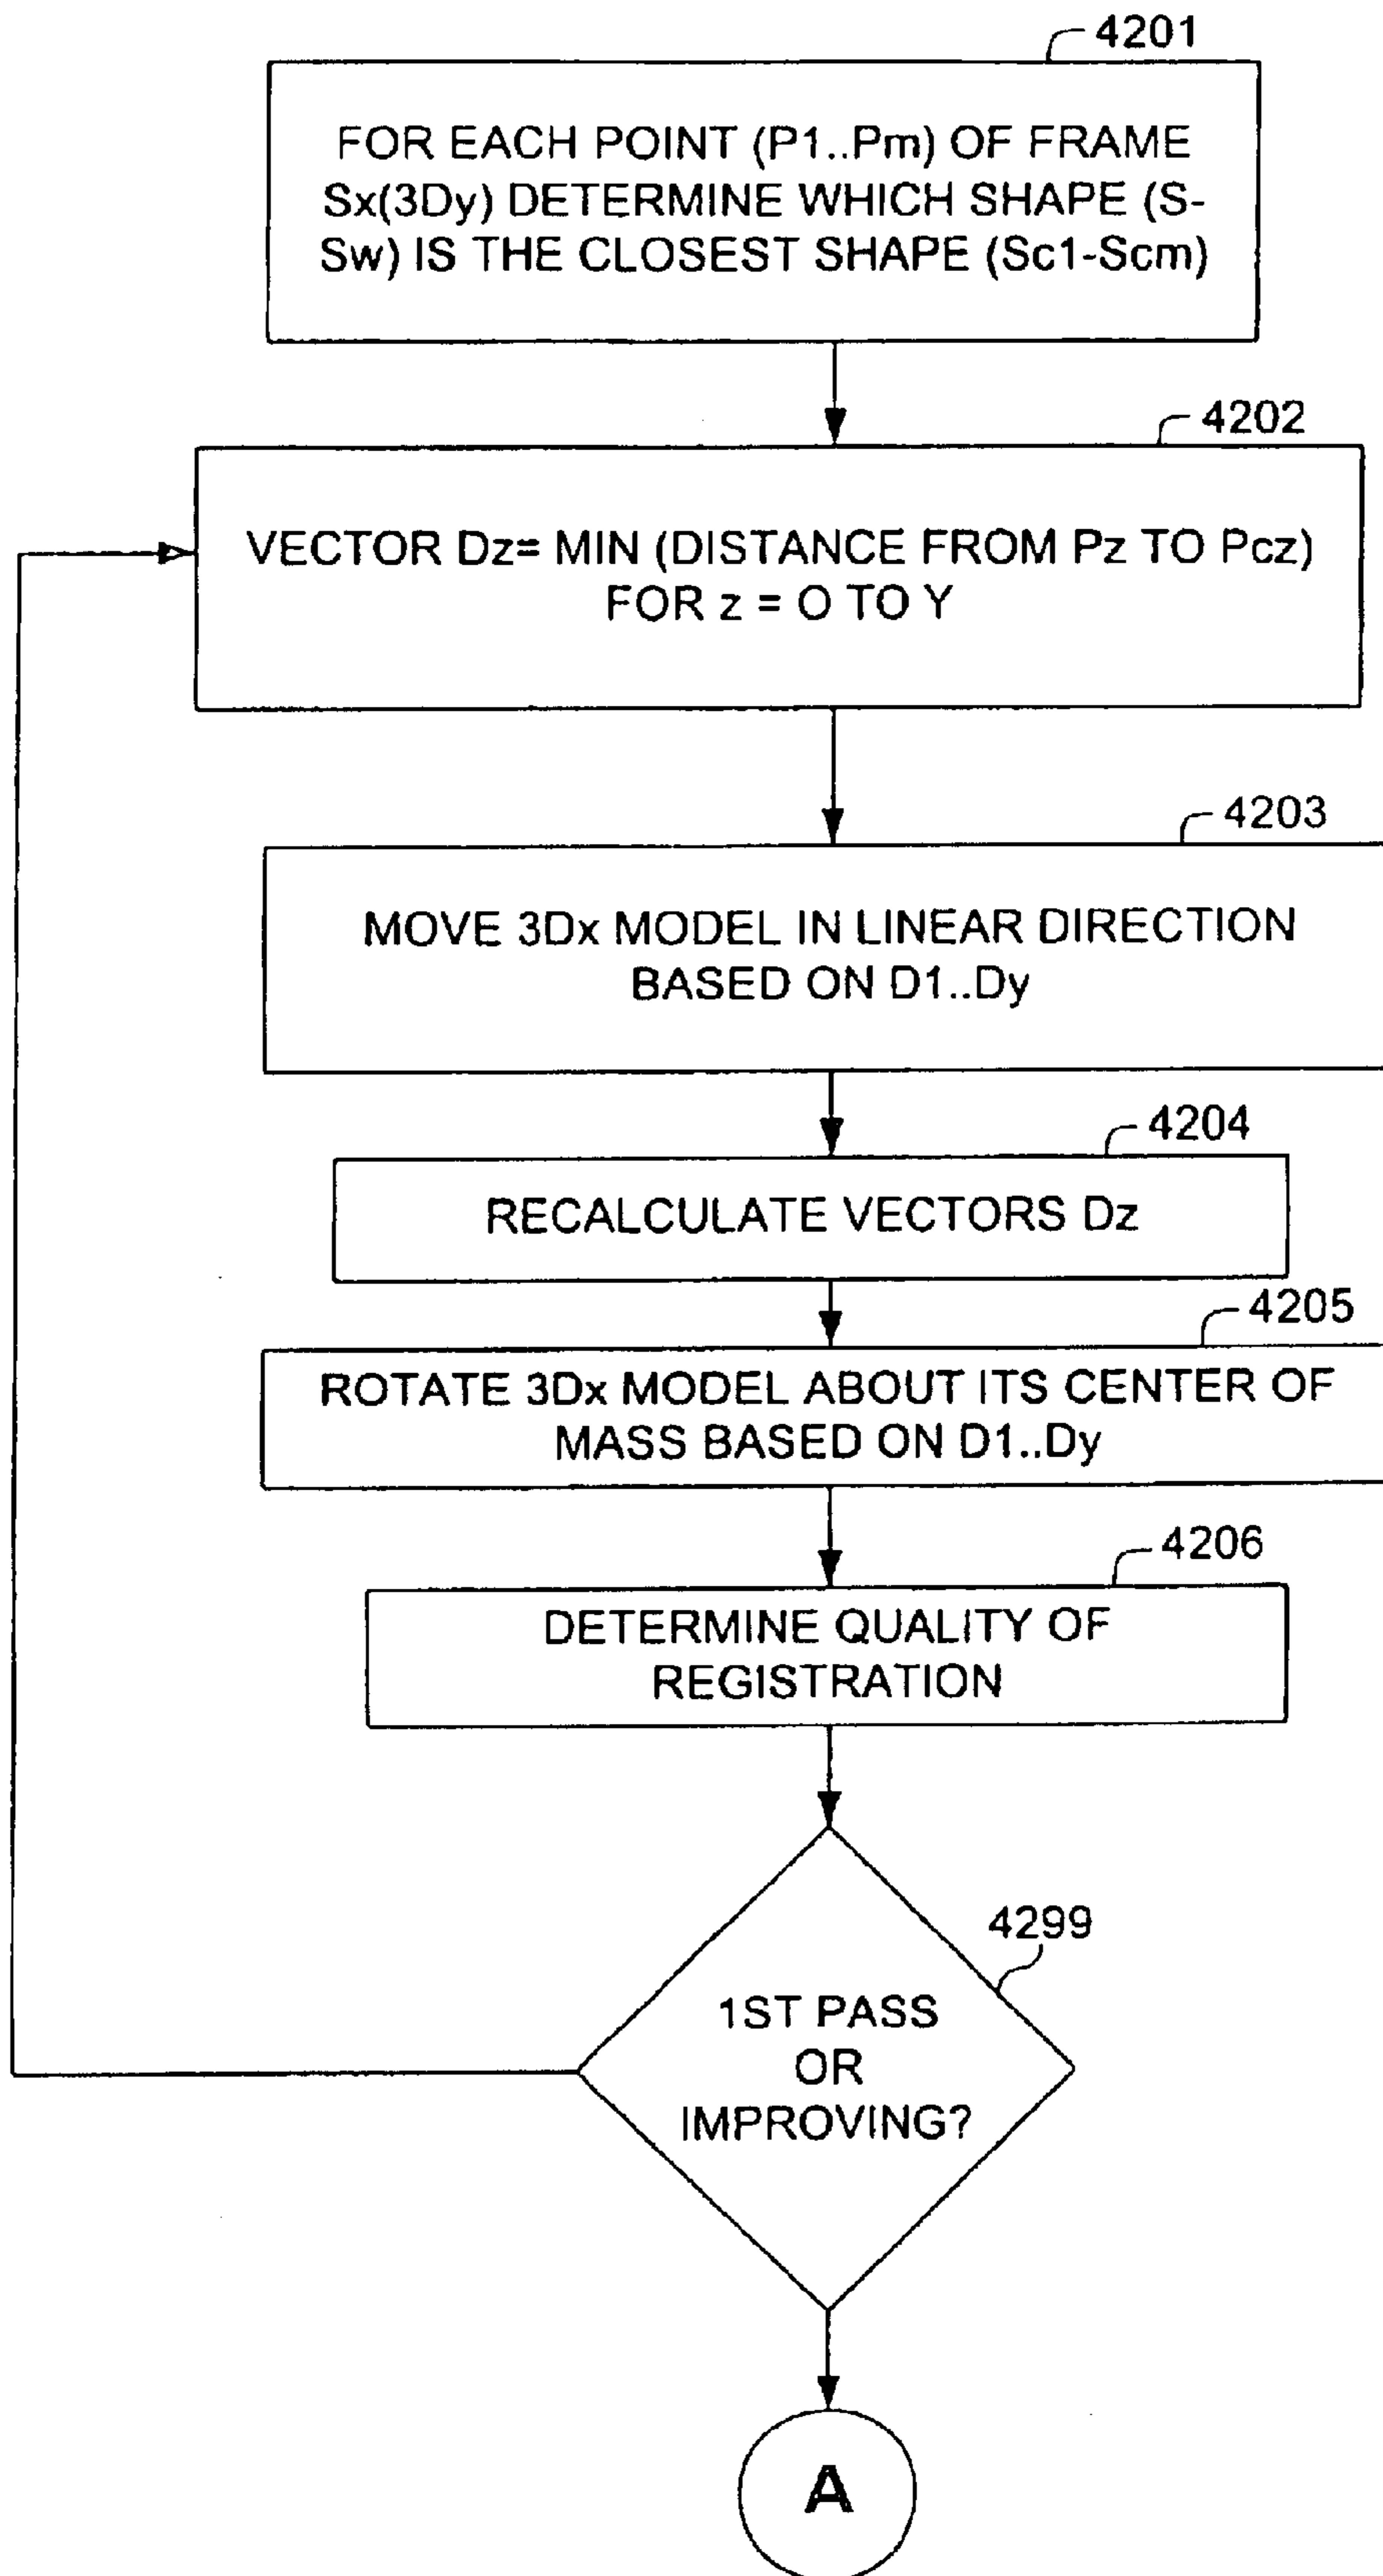 4201
FOR EACH POINT (P1..Pm) OF FRAME
Sx(3Dy) DETERMINE WHICH SHAPE (S-
Sw) IS THE CLOSEST SHAPE (Sc1-Scm)
4202
VECTOR Dz= MIN (DISTANCE FROM Pz TO Pcz)
FOR z = O TO Y
4203
MOVE 3Dx MODEL IN LINEAR DIRECTION
BASED ON D1..Dy
4204
RECALCULATE VECTORS Dz
4205
ROTATE 3Dx MODEL ABOUT ITS CENTER OF
MASS BASED ON D1..Dy
4206
DETERMINE QUALITY OF
REGISTRATION
4299
1ST PASS
OR
IMPROVING?
A